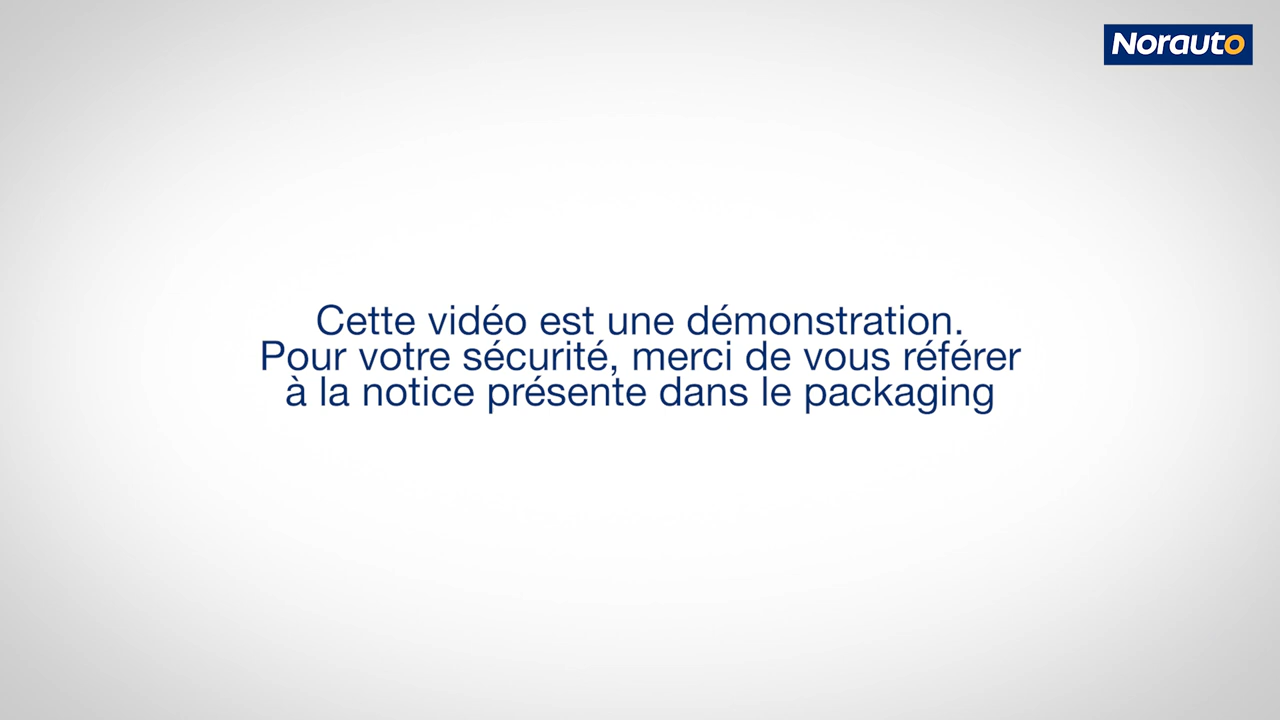 Norauto
Cette vidéo est une démonstration.
Pour votre sécurité, merci de vous référer
à la notice présente dans le packaging